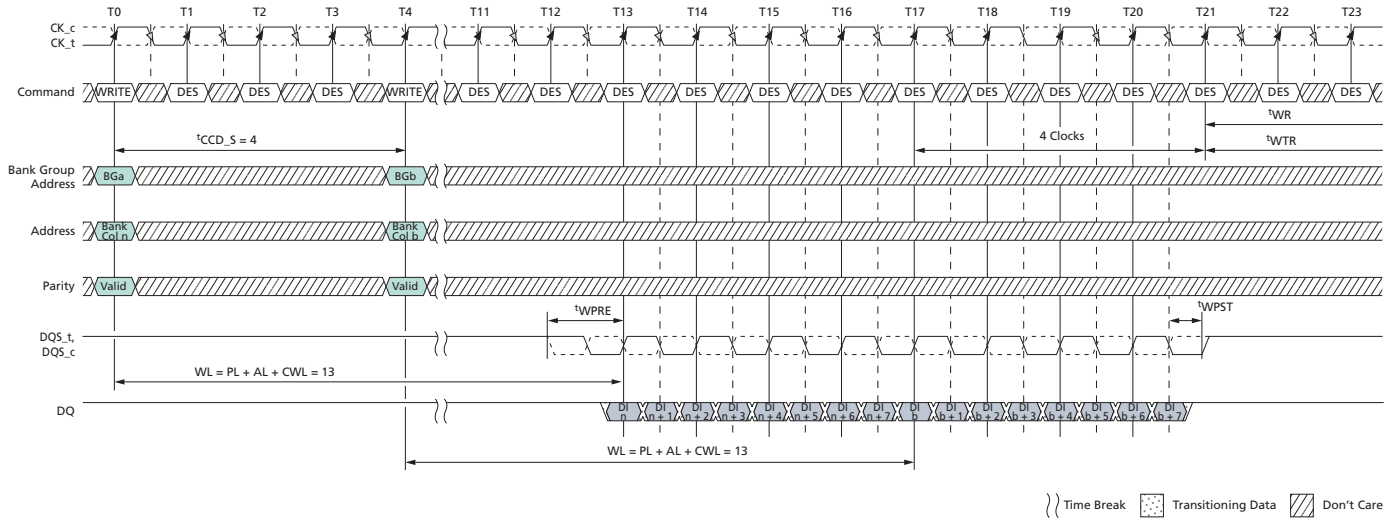 T0 T1 T2 T3 T4 T11 T12 T13 T14 T15 T16 T17 T18 T19 T20 T21 T22 T23
CK_c
CK_t
Command WRITE DES DES DES WRITE DES DES DES DES DES DES DES DES DES DES DES DES DES
tWR
tCCD_S = 4 4 Clocks tWTR
Bank Group
Address BGa BGb
Address Bank Col n Bank Col b
Parity Valid Valid
tWPRE tWPST
DQS_t,
DQS_c
WL = PL + AL + CWL = 13
DQ DI n DI n + 1 DI n + 2 DI n + 3 DI n + 4 DI n + 5 DI n + 6 DI n + 7 DI b DI b + 1 DI b + 2 DI b + 3 DI b + 4 DI b + 5 DI b + 6 DI b + 7
WL = PL + AL + CWL = 13
Time Break Transitioning Data Don't Care